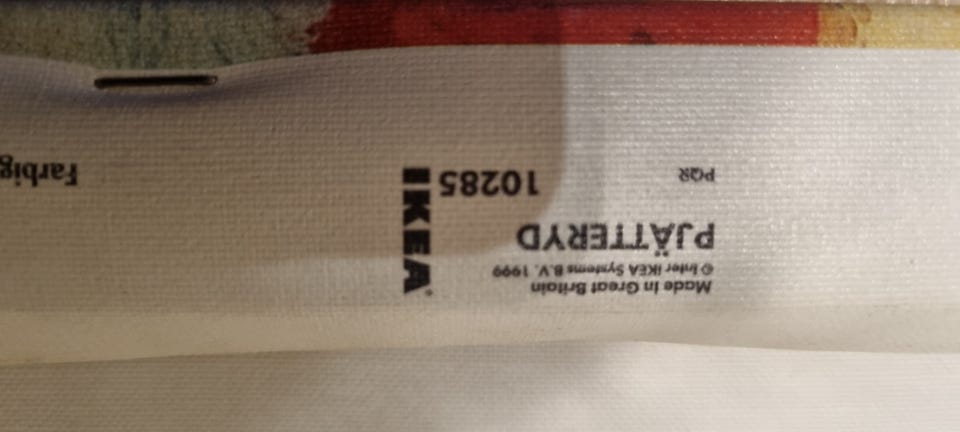 Made in Great Britain
© Inter IKEA Systems B.V. 1999
PJÄTTERYD
PQR
10285
IKEA
Farbig